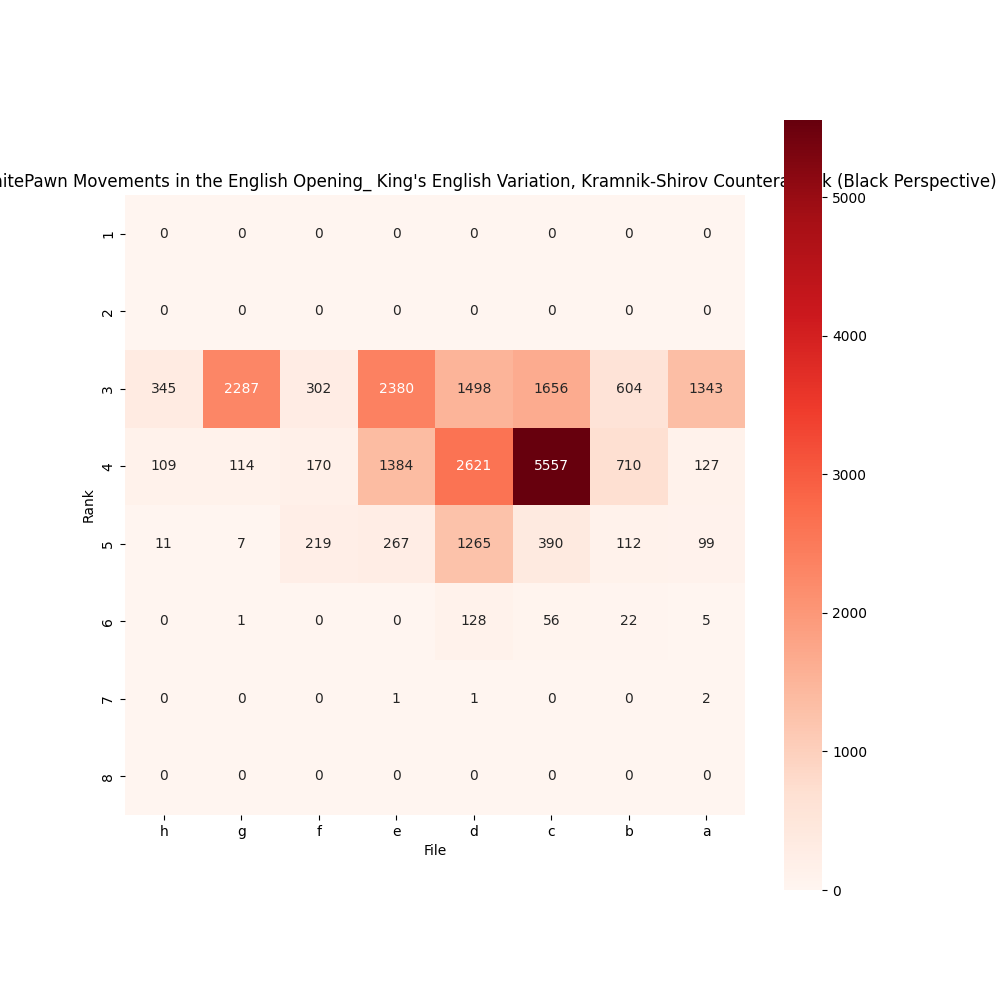 Pawn Movements in the English Opening_ King's English Variation, Kramnik-Shirov k (Black Perspective)
5000
1 0 0 0 0 0 0 0 0
2 0 0 0 0 0 0 0 0
4000
3 345 2287 302 2380 1498 1656 604 1343
3000
4 109 114 170 1384 2621 5557 710 127
Rank
5 11 7 219 267 1265 390 112 99
2000
6 0 1 0 0 128 56 22 5
7 0 0 0 1 1 0 0 2
1000
8 0 0 0 0 0 0 0 0
h g f e d c b a
File
0